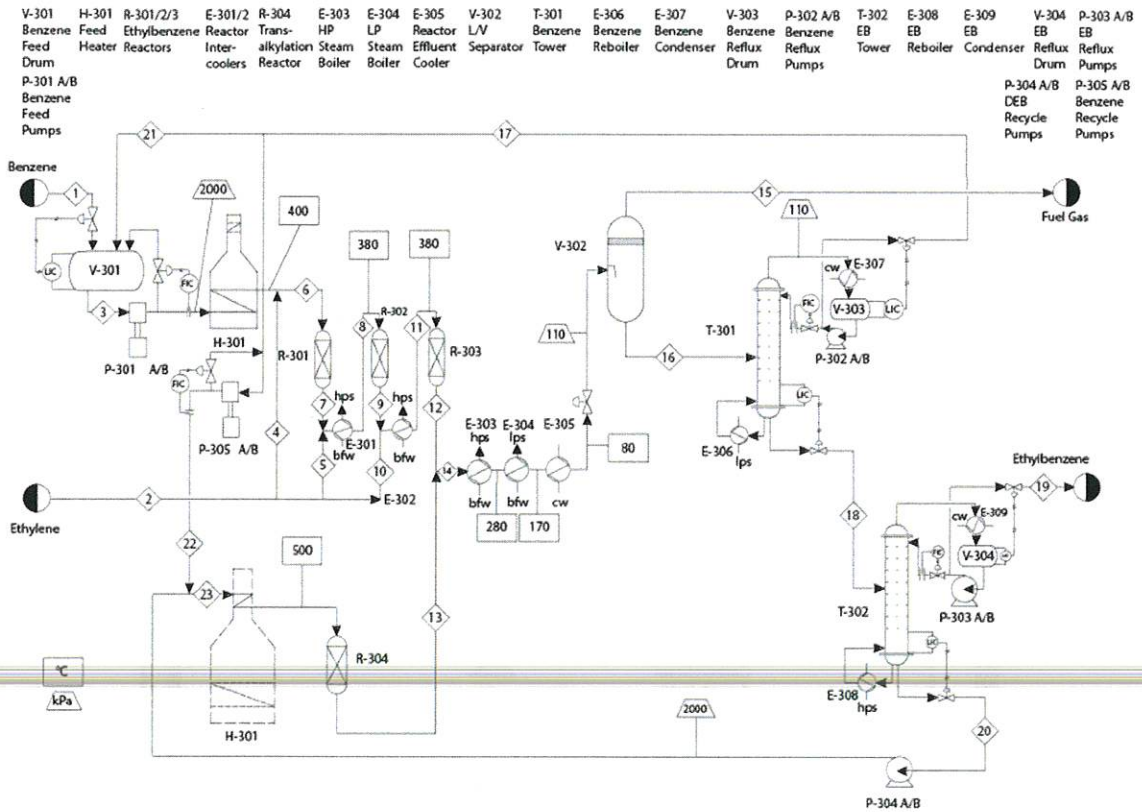 V-301 H-301 R-301/2/3 E-301/2 R-304 E-303 E-304 E-305 V-302 T-301 E-306 E-307 V-303 P-302 A/B T-302 E-308 E-309 V-304 P-303 A/B
Benzene Feed Ethylbenzene Reactor Trans- HP LP Reactor L/V Benzene Benzene Benzene Benzene Benzene EB EB EB EB EB
Feed Heater Reactors Inter- alkylation Steam Steam Effluent Separator Tower Reboiler Condenser Reflux Reflux Tower Reboiler Condenser Reflux Reflux
Drum coolers Reactor Boiler Boiler Cooler Drum Pumps Drum Pumps
P-301 A/B P-304 A/B P-305 A/B
Benzene DEB Benzene
Feed Recycle Recycle
Pumps Pumps Pumps
21 17
Benzene
1 2000 15
400 110 Fuel Gas
380 380 V-302
LIC V-301 FIC 6 cw E-307
8 R-302 11 FIC V-303 LIC
3 H-301 R-301 R-303 T-301
P-301 A/B 110 16 P-302 A/B
FIC 7 hps 9 hps 12 LIC
P-305 A/B 4 E-301 E-303 E-304 E-305 E-306
5 bfw 10 bfw hps lps 80 lps
14
2 E-302 bfw bfw cw Ethylbenzene
Ethylene 280 170 18 19
22 cw E-309
500 V-304
23 13 T-302
P-303 A/B
R-304
°C E-308
kPa hps
H-301 2000 20
P-304 A/B